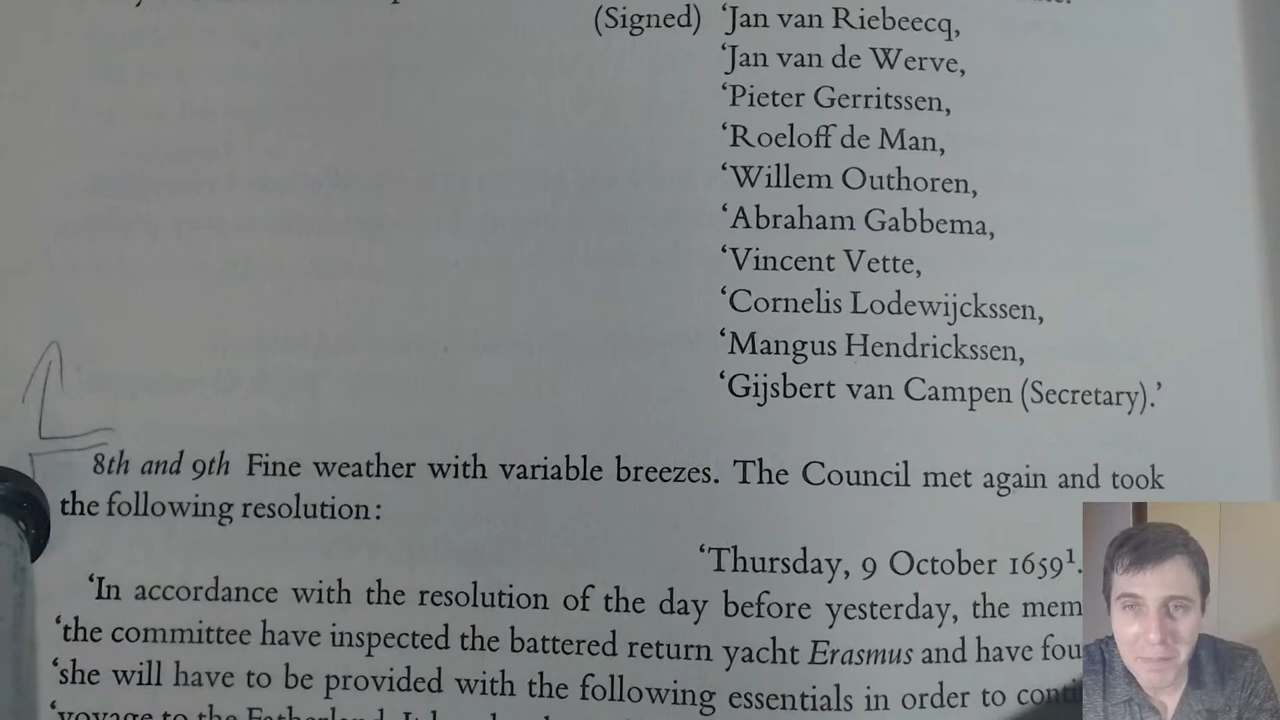 (Signed) ‘Jan van Riebeecq,
‘Jan van de Werve,
‘Pieter Gerritssen,
‘Roeloff de Man,
‘Willem Outhoren,
‘Abraham Gabbema,
‘Vincent Vette,
‘Cornelis Lodewijckssen,
‘Mangus Hendrickssen,
‘Gijsbert van Campen (Secretary).’
8th and 9th Fine weather with variable breezes. The Council met again and took
the following resolution:
‘Thursday, 9 October 1659¹.
‘In accordance with the resolution of the day before yesterday, the mem
‘the committee have inspected the battered return yacht Erasmus and have fou
‘she will have to be provided with the following essentials in order to conti
‘voyage to the Fatherland. It